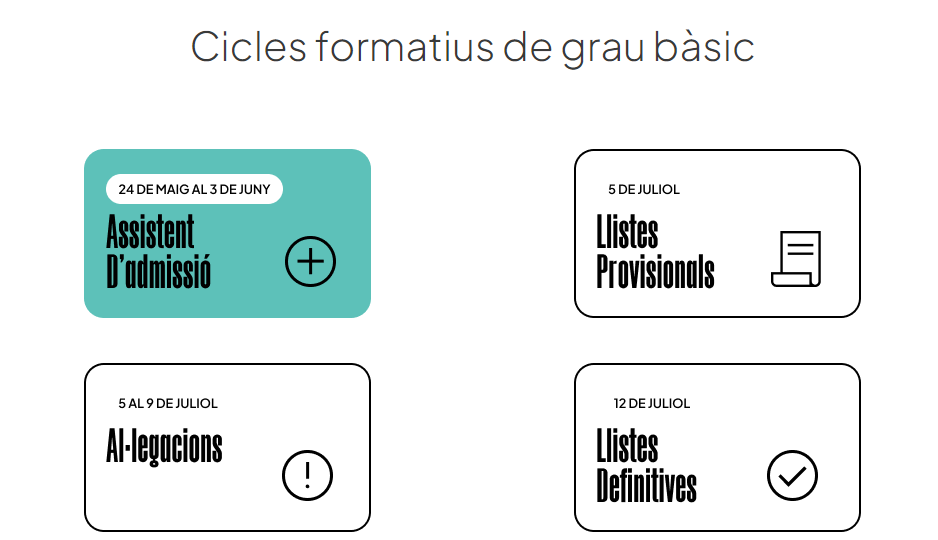 Cicles formatius de grau bàsic
24 DE MAIG AL 3 DE JUNY
Assistent
D'admissió
5 DE JULIOL
Llistes
Provisionals
5 AL 9 DE JULIOL
Al·legacions
12 DE JULIOL
Llistes
Definitives